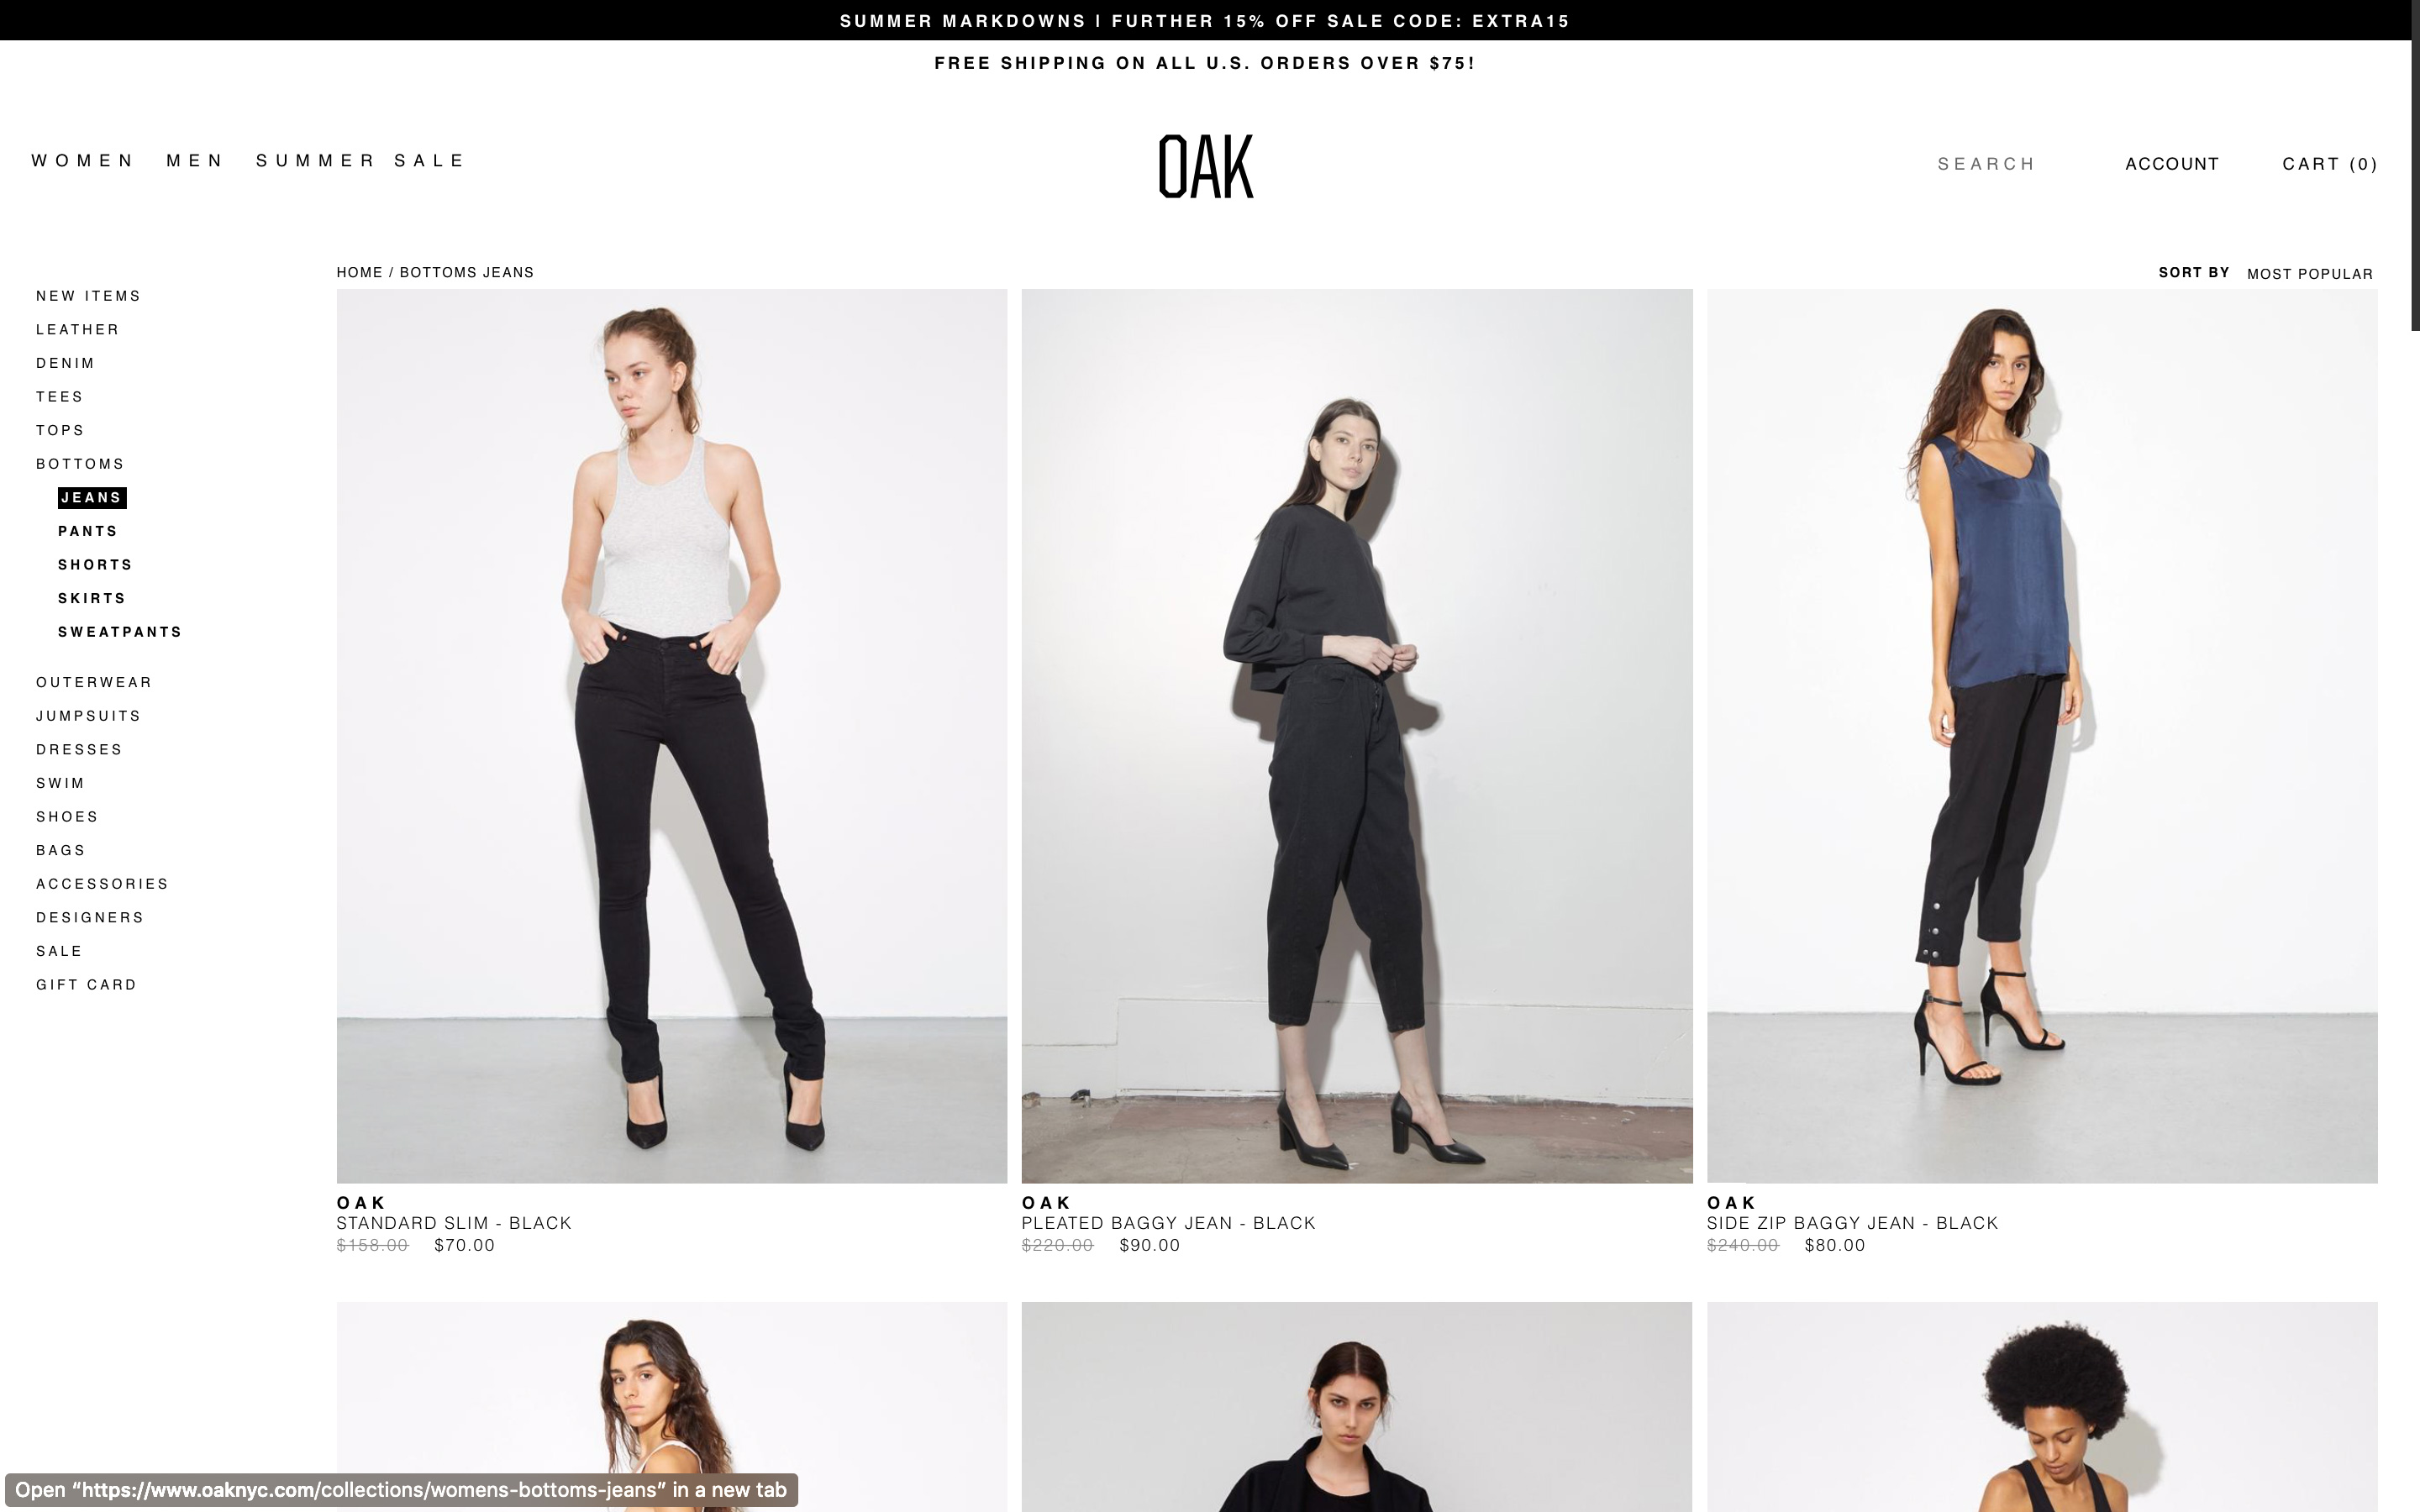 SUMMER MARKDOWNS | FURTHER 15% OFF SALE CODE: EXTRA15
FREE SHIPPING ON ALL U.S. ORDERS OVER $75!
WOMEN MEN SUMMER SALE
OAK
SEARCH ACCOUNT CART (0)
HOME / BOTTOMS JEANS
SORT BY MOST POPULAR
NEW ITEMS
LEATHER
DENIM
TEES
TOPS
BOTTOMS
JEANS
PANTS
SHORTS
SKIRTS
SWEATPANTS
OUTERWEAR
JUMPSUITS
DRESSES
SWIM
SHOES
BAGS
ACCESSORIES
DESIGNERS
SALE
GIFT CARD
OAK
STANDARD SLIM - BLACK
$158.00 $70.00
OAK
PLEATED BAGGY JEAN - BLACK
$220.00 $90.00
OAK
SIDE ZIP BAGGY JEAN - BLACK
$240.00 $80.00
Open “https://www.oaknyc.com/collections/womens-bottoms-jeans” in a new tab